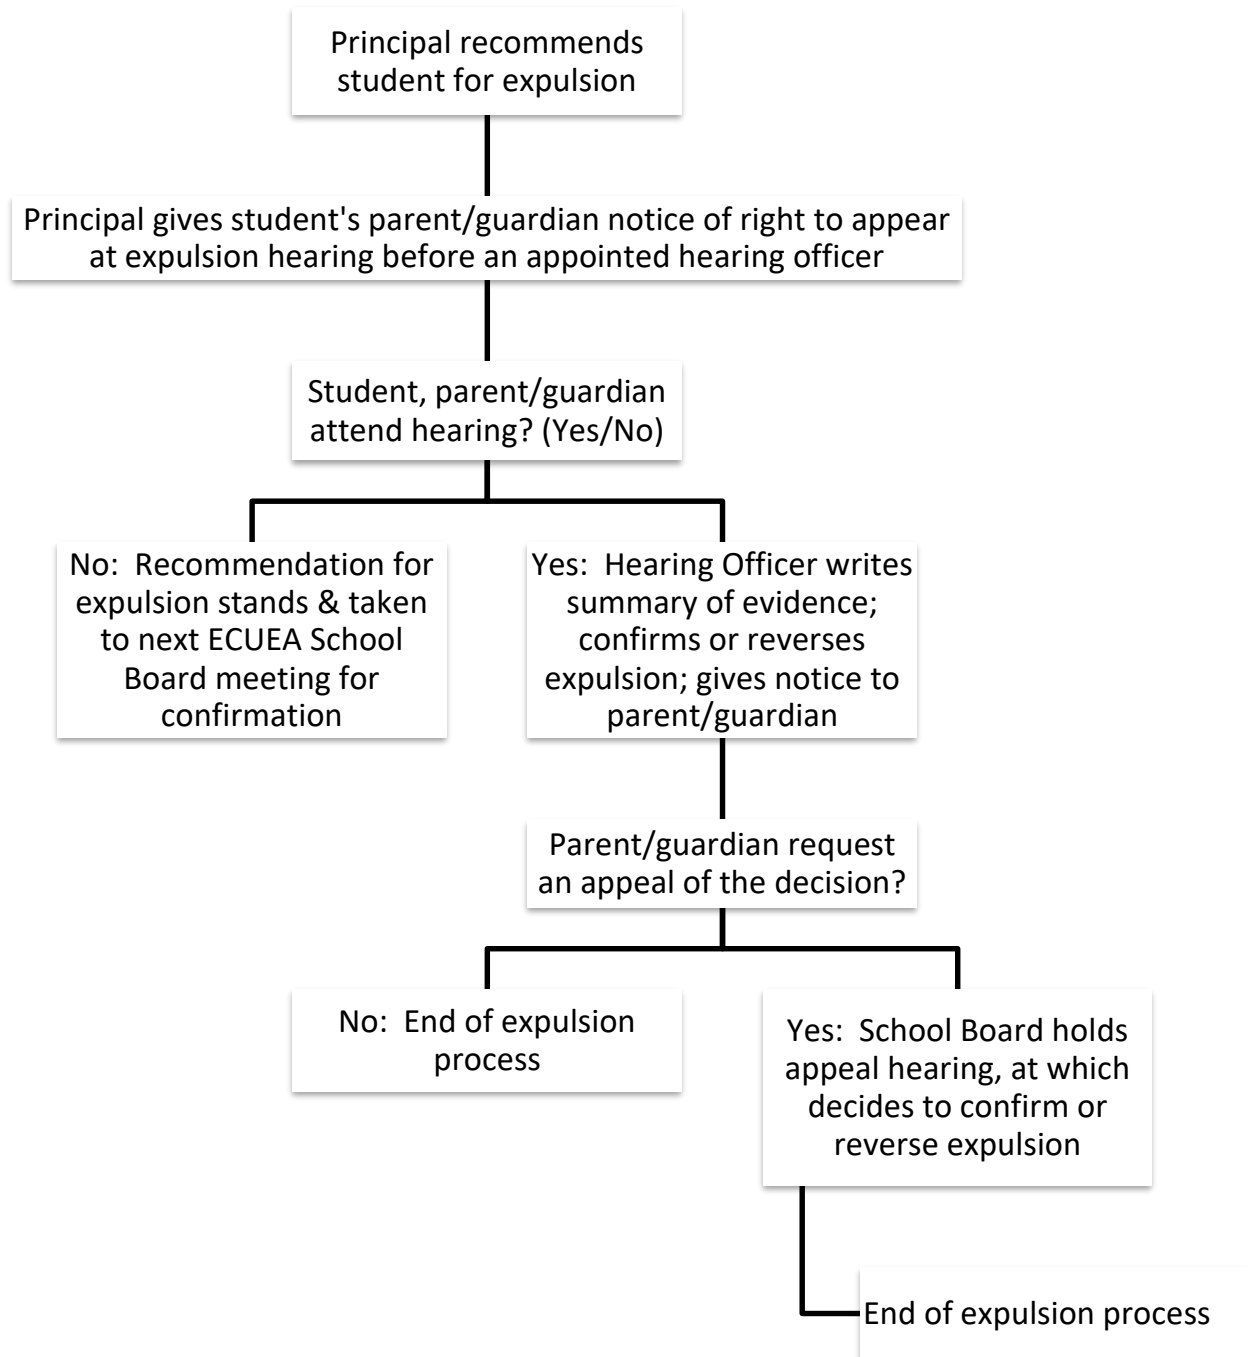 Principal recommends
student for expulsion
Principal gives student's parent/guardian notice of right to appear
at expulsion hearing before an appointed hearing officer
Student, parent/guardian
attend hearing? (Yes/No)
No:  Recommendation for
expulsion stands & taken
to next ECUEA School
Board meeting for
confirmation
Yes:  Hearing Officer writes
summary of evidence;
confirms or reverses
expulsion; gives notice to
parent/guardian
Parent/guardian request
an appeal of the decision?
No:  End of expulsion
process
Yes:  School Board holds
appeal hearing, at which
decides to confirm or
reverse expulsion
End of expulsion process